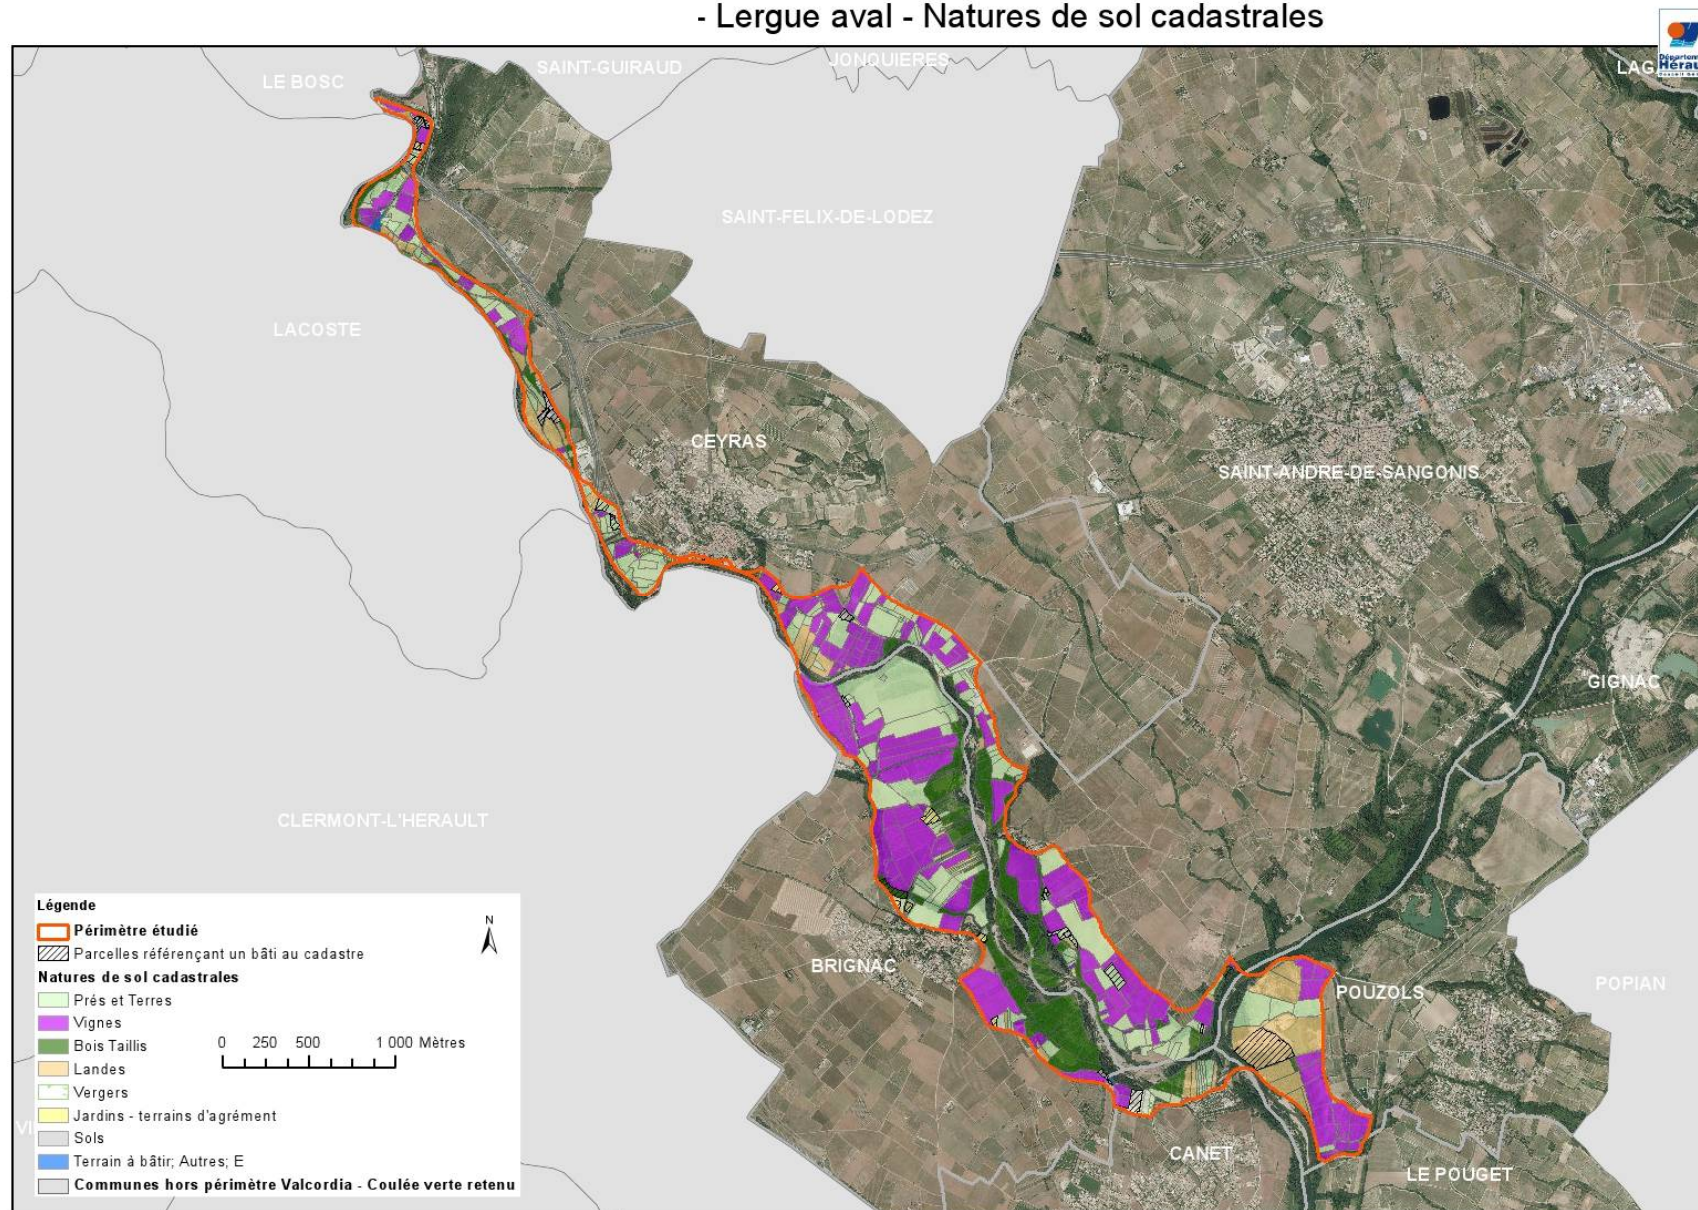 - Lergue aval - Natures de sol cadastrales
Hérau
LE BOSC
SAINT-GUIRAUD
JONQUIERES
LAG
SAINT-FELIX-DE-LODEZ
LACOSTE
CEYRAS
SAINT-ANDRE-DE-SANGONIS
GIGNAC
CLERMONT-L'HERAULT
BRIGNAC
POUZOLS
POPIAN
CANET
LE POUGET
VI
Légende
Périmètre étudié
Parcelles référençant un bâti au cadastre
Natures de sol cadastrales
Prés et Terres
Vignes
Bois Taillis
Landes
Vergers
Jardins - terrains d'agrément
Sols
Terrain à bâtir; Autres; E
Communes hors périmètre Valcordia - Coulée verte retenu
N
0 250 500 1 000 Mètres